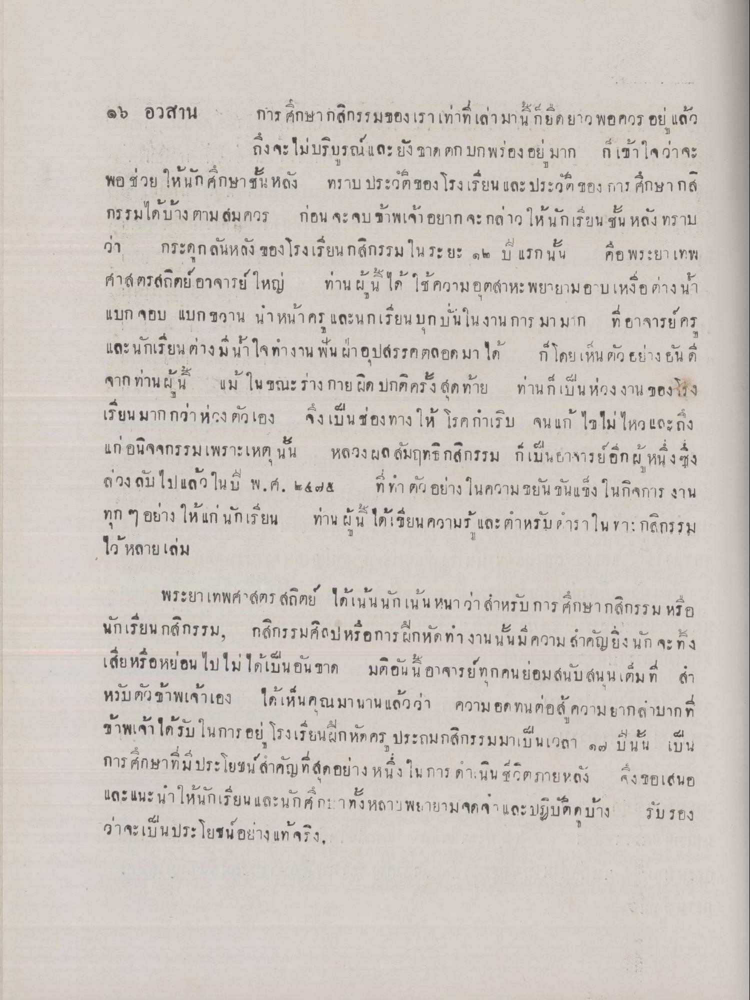 ๑๖ อวสาน การศึกษากสิกรรมของเราเท่าที่เล่ามานี้ก็ยืดยาวพอควรอยู่แล้ว
ถึงจะไม่บริบูรณ์และยังขาดตกบกพร่องอยู่มาก ก็เข้าใจว่าจะ
พอช่วยให้นักศึกษาชั้นหลัง ทราบประวัติของโรงเรียนและประวัติของการศึกษากสิ
กรรมได้บ้างตามสมควร ก่อนจะจบข้าพเจ้าอยากจะกล่าวให้นักเรียนชั้นหลังทราบ
ว่า กระดูกสันหลังของโรงเรียนกสิกรรมในระยะ ๑๒ ปีแรกนั้น คือพระยาเทพ
ศาสตรสถิตย์อาจารย์ใหญ่ ท่านผู้นี้ได้ใช้ความอุตสาหะพยายามอาบเหงื่อต่างน้ำ
แบกจอบ แบกขวาน นำหน้าครูและนกเรียนบุกบั่นในงานการมามาก ที่อาจารย์ครู
และนักเรียนต่างมีน้ำใจทำงานฟันฝ่าอุปสรรคตลอดมาได้ ก็โดยเห็นตัวอย่างอันดี
จากท่านผู้นี้ แม้ในขณะร่างกายผิดปกติครั้งสุดท้าย ท่านก็เป็นห่วงงานของโรง
เรียนมากกว่าห่วงตัวเอง จึงเป็นช่องทางให้โรคกำเริบ จนแก้ไขไม่ไหวและถึง
แก่อนิจจกรรมเพราะเหตุนั้น หลวงผลสัมฤทธิกสิกรรม ก็เป็นอาจารย์อีกผู้หนึ่งซึ่ง
ล่วงลับไปแล้วในปี พ.ศ. ๒๔๗๕ ที่ทำตัวอย่างในความขยันขันแข็งในกิจการงาน
ทุกๆอย่างให้แก่นักเรียน ท่านผู้นี้ได้เขียนความรู้และตำหรับตำราในทางกสิกรรม
ไว้หลายเล่ม
พระยาเทพศาสตรสถิตย์ ได้เน้นนักเน้นหนาว่าสำหรับการศึกษากสิกรรมหรือ
นักเรียนกสิกรรม, กสิกรรมศิลปหรือการฝึกหัดทำงานนั้นมีความสำคัญยิ่งนักจะทิ้ง
เสียหรือหย่อนไปไม่ได้เป็นอันขาด มติอันนี้อาจารย์ทุกคนย่อมสนับสนุนเต็มที่ สำ
หรับตัวข้าพเจ้าเอง ได้เห็นคุณมานานแล้วว่า ความอดทนต่อสู้ความยากลำบากที่
ข้าพเจ้าได้รับในการอยู่โรงเรียนฝึกหัดครูประถมกสิกรรมมาเป็นเวลา ๑๗ ปีนั้น เป็น
การศึกษาที่มีประโยชน์สำคัญที่สุดอย่างหนึ่งในการดำเนินชีวิตภายหลัง จึงขอเสนอ
และแนะนำให้นักเรียนและนักศึกษาทั้งหลายพยายามจดจำและปฏิบัติดูบ้าง รับรอง
ว่าจะเป็นประโยชน์อย่างแท้จริง.